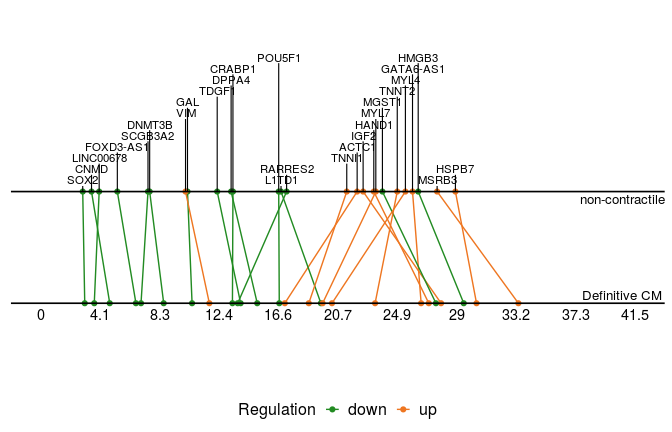 POU5F1
HMGB3
CRABP1
GATA6-AS1
DPPA4
MYL4
TDGF1
TNNT2
GAL
MGST1
VIM
MYL7
DNMT3B
HAND1
SCGB3A2
IGF2
FOXD3-AS1
ACTC1
LINC00678
TNNI1
CNMD
RARRES2
HSPB7
SOX2
L1TD1
MSRB3
non-contractile
Definitive CM
0 4.1 8.3 12.4 16.6 20.7 24.9 29 33.2 37.3 41.5
Regulation down up